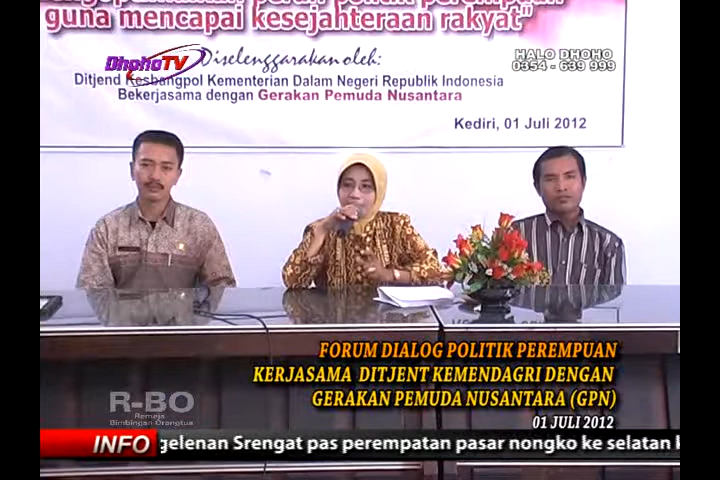 guna mencapai kesejahteraan rakyat"
Diselenggarakan oleh:
DhohoTV
HALO DHOHO
0354 - 639 999
Ditjend Kesbangpol Kementerian Dalam Negeri Republik Indonesia
Bekerjasama dengan Gerakan Pemuda Nusantara
Kediri, 01 Juli 2012
FORUM DIALOG POLITIK PEREMPUAN
KERJASAMA DITJENT KEMENDAGRI DENGAN
GERAKAN PEMUDA NUSANTARA (GPN)
01 JULI 2012
R-BO
Remaja
Bimbingan Orangtua
INFO gelenan Srengat pas perempatan pasar nongko ke selatan k